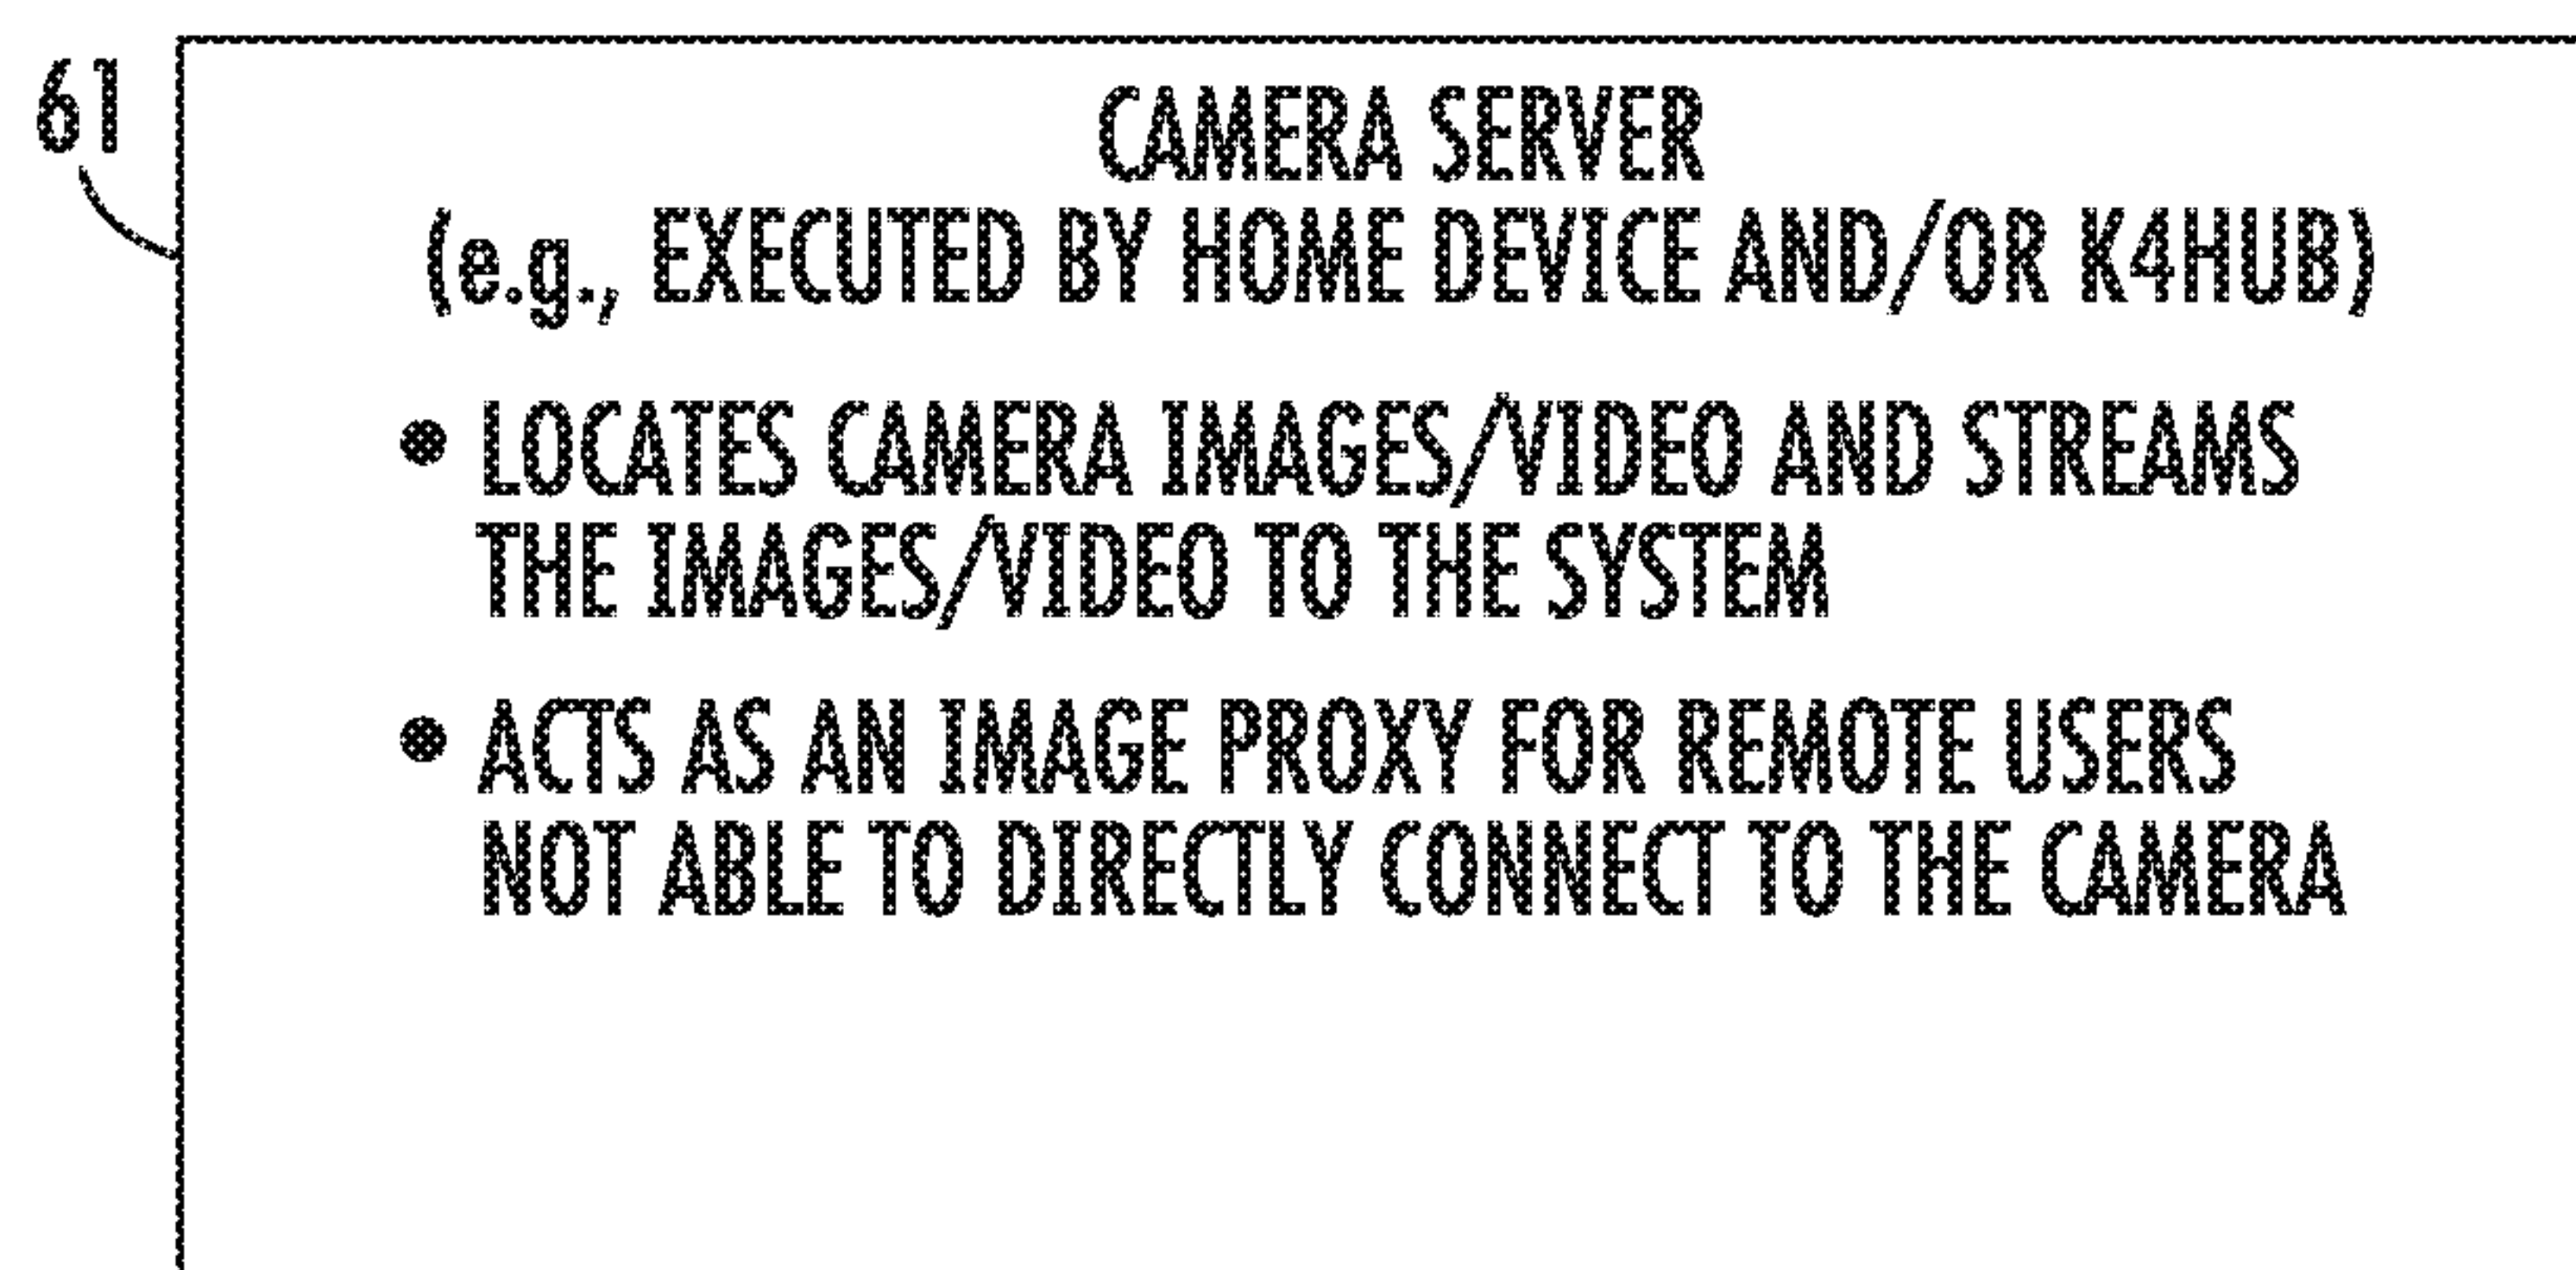 61
CAMERA SERVER
(e.g., EXECUTED BY HOME DEVICE AND/OR K4HUB)
• LOCATES CAMERA IMAGES/VIDEO AND STREAMS
THE IMAGES/VIDEO TO THE SYSTEM
• ACTS AS AN IMAGE PROXY FOR REMOTE USERS
NOT ABLE TO DIRECTLY CONNECT TO THE CAMERA